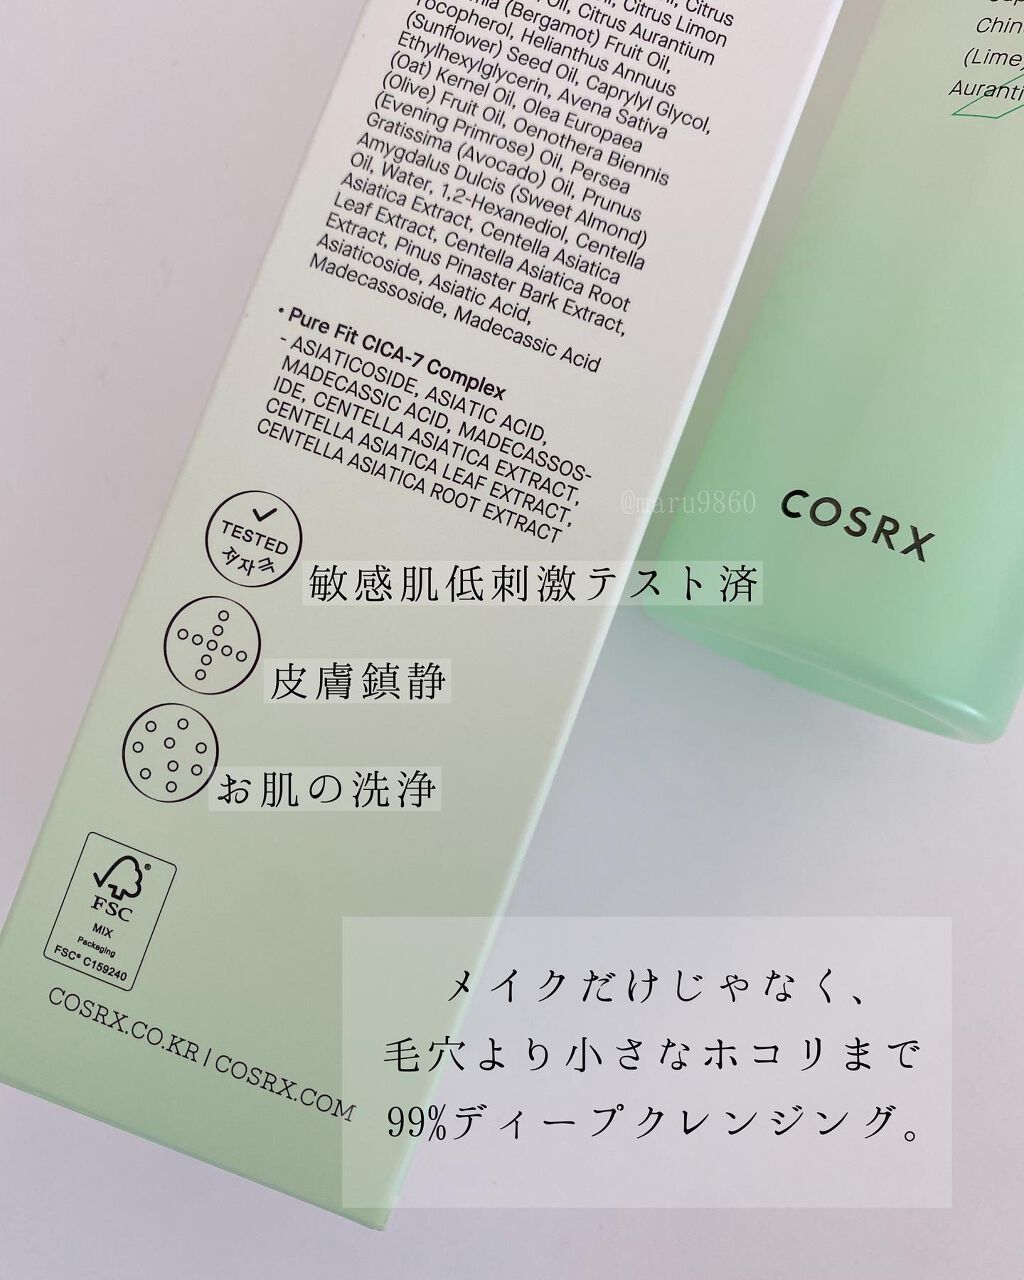 Oil, Citrus Limon
(Bergamot) Fruit Oil, Citrus Aurantium
Tocopherol, Helianthus Annuus
(Sunflower) Seed Oil, Caprylyl Glycol,
Ethylhexylglycerin, Avena Sativa
(Oat) Kernel Oil, Olea Europaea
(Olive) Fruit Oil, Oenothera Biennis
(Evening Primrose) Oil, Persea
Gratissima (Avocado) Oil, Prunus
Amygdalus Dulcis (Sweet Almond)
Oil, Water, 1,2-Hexanediol, Centella
Asiatica Extract, Centella Asiatica
Leaf Extract, Centella Asiatica Root
Extract, Pinus Pinaster Bark Extract,
Asiaticoside, Asiatic Acid,
Madecassoside, Madecassic Acid
• Pure Fit CICA-7 Complex
- ASIATICOSIDE, ASIATIC ACID,
MADECASSIC ACID, MADECASSOS-
IDE, CENTELLA ASIATICA EXTRACT,
CENTELLA ASIATICA LEAF EXTRACT,
CENTELLA ASIATICA ROOT EXTRACT
(Lime)
@maru9860
COSRX
TESTED
저자극
敏感肌低刺激テスト済
皮膚鎮静
お肌の洗浄
FSC
MIX
Packaging
FSC® C159240
COSRX.CO.KR | COSRX.COM
メイクだけじゃなく、
毛穴より小さなホコリまで
99%ディープクレンジング。